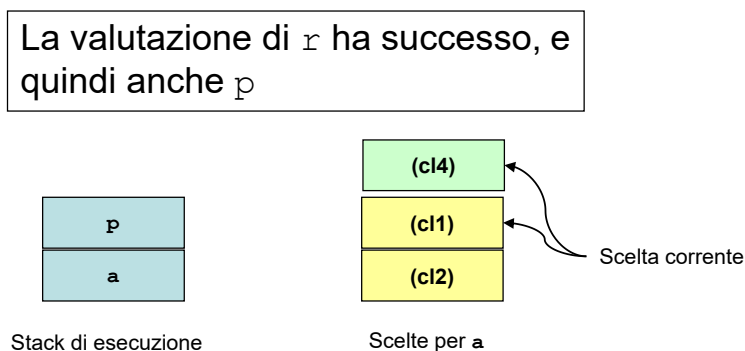 La valutazione di r ha successo, e
quindi anche p
(cl4)
p
(cl1)
a
(cl2)
Scelta corrente
Stack di esecuzione
Scelte per a